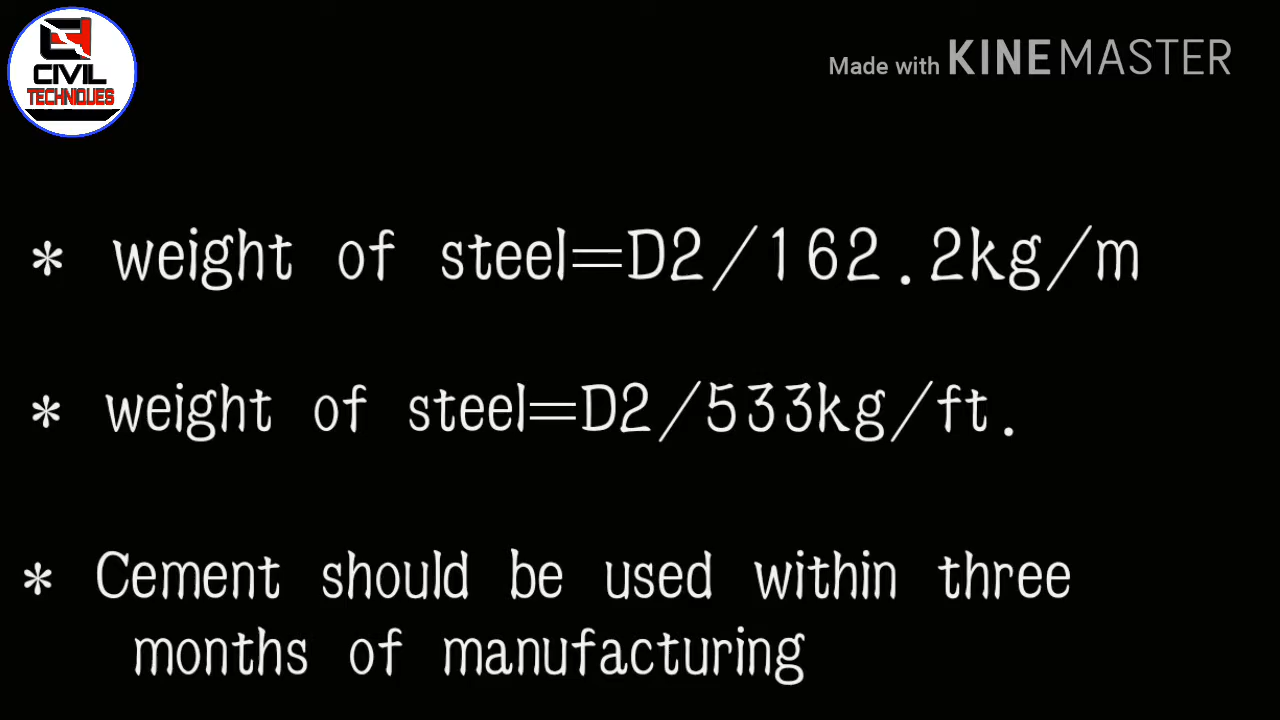 CIVIL
TECHNIQUES
Made with KINEMASTER
* weight of steel=D2/162.2kg/m
* weight of steel=D2/533kg/ft.
* Cement should be used within three
months of manufacturing